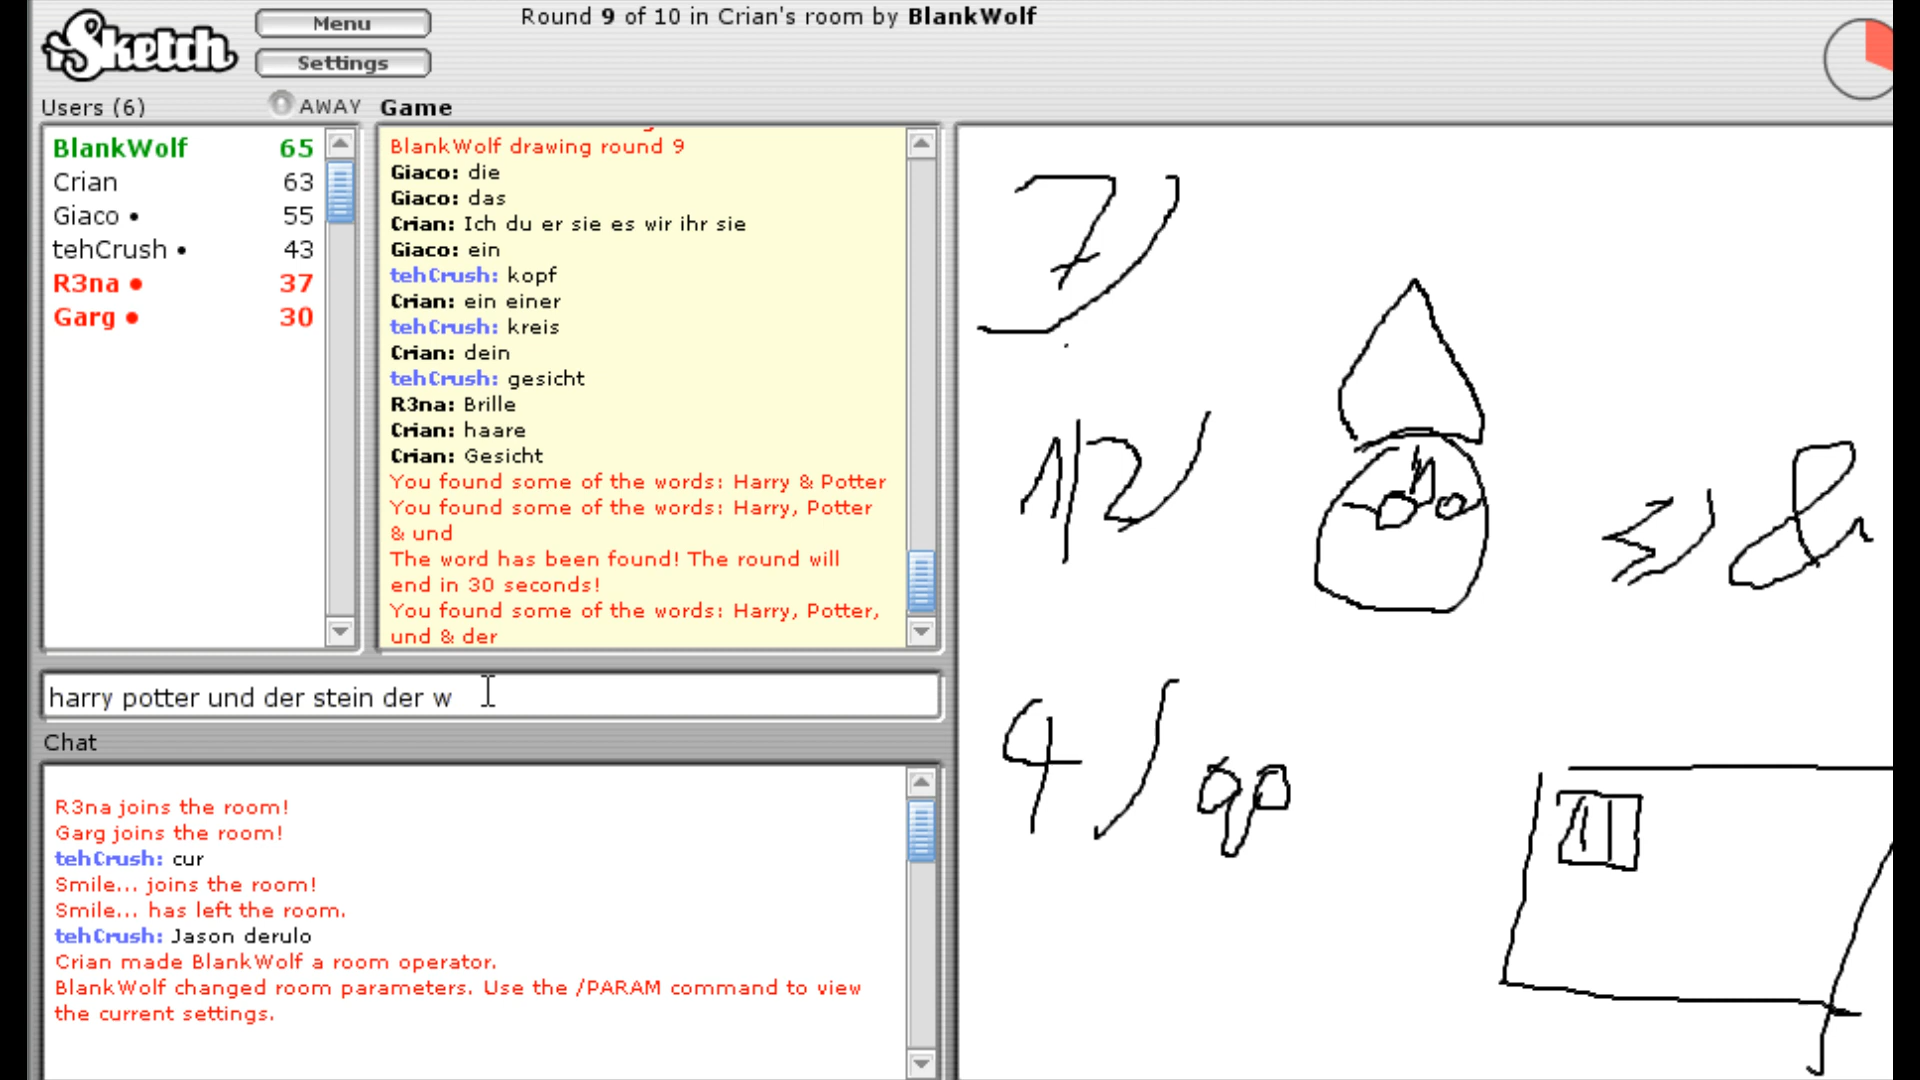 iSketch
Menu
Settings
Round 9 of 10 in Crian's room by BlankWolf
Users (6)
AWAY
Game
BlankWolf 65
Crian 63
Giaco • 55
tehCrush • 43
R3na • 37
Garg • 30
BlankWolf drawing round 9
Giaco: die
Giaco: das
Crian: Ich du er sie es wir ihr sie
Giaco: ein
tehCrush: kopf
Crian: ein einer
tehCrush: kreis
Crian: dein
tehCrush: gesicht
R3na: Brille
Crian: haare
Crian: Gesicht
You found some of the words: Harry & Potter
You found some of the words: Harry, Potter
& und
The word has been found! The round will
end in 30 seconds!
You found some of the words: Harry, Potter,
und & der
harry potter und der stein der w
Chat
R3na joins the room!
Garg joins the room!
tehCrush: cur
Smile... joins the room!
Smile... has left the room.
tehCrush: Jason derulo
Crian made BlankWolf a room operator.
BlankWolf changed room parameters. Use the /PARAM command to view
the current settings.
7)
1/2)
3) &
4)